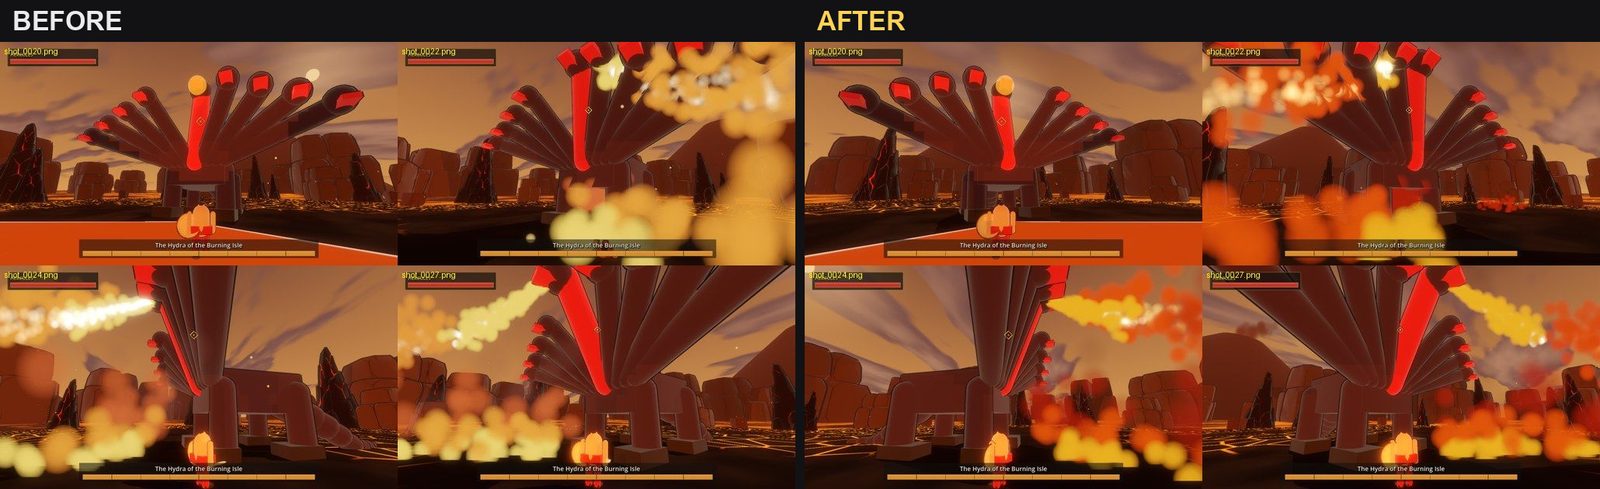 BEFORE
AFTER
shot_0020.png
shot_0022.png
shot_0020.png
shot_0022.png
The Hydra of the Burning Isle
The Hydra of the Burning Isle
The Hydra of the Burning Isle
The Hydra of the Burning Isle
shot_0024.png
shot_0027.png
shot_0024.png
shot_0027.png
The Hydra of the Burning Isle
The Hydra of the Burning Isle
The Hydra of the Burning Isle
The Hydra of the Burning Isle